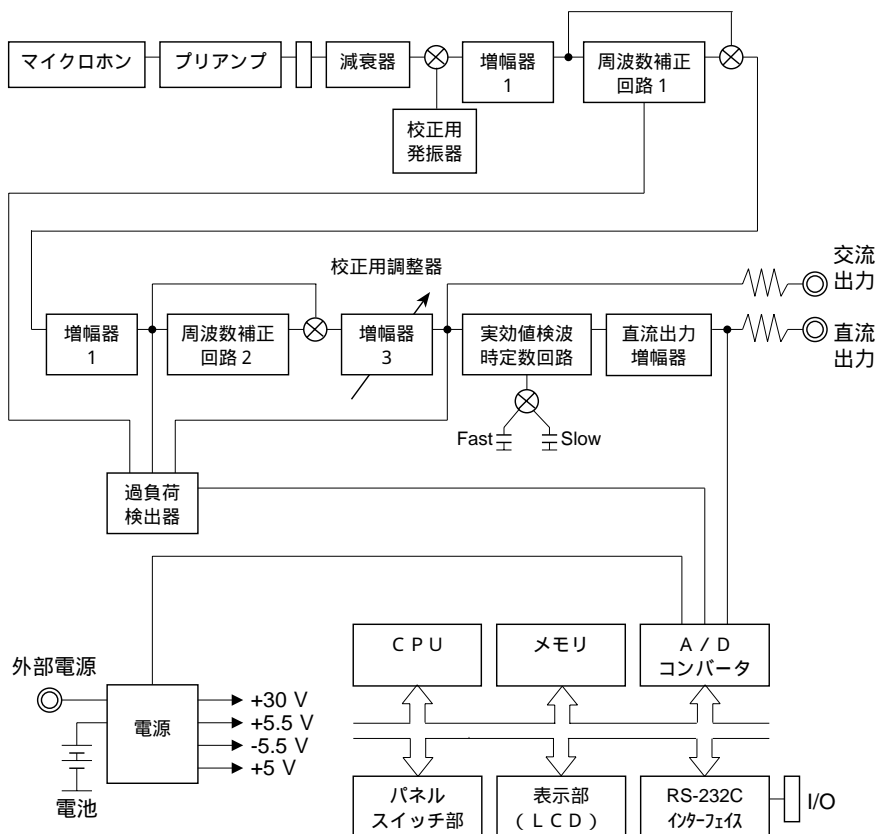 マイクロホン
プリアンプ
減衰器
増幅器
1
周波数補正
回路 1
校正用
発振器
校正用調整器
交流
出力
増幅器
1
周波数補正
回路 2
増幅器
3
実効値検波
時定数回路
直流出力
増幅器
直流
出力
Fast
Slow
過負荷
検出器
CPU
メモリ
A / D
コンバータ
外部電源
電源
+30 V
+5.5 V
-5.5 V
+5 V
電池
パネル
スイッチ部
表示部
(LCD)
RS-232C
インターフェイス
I/O